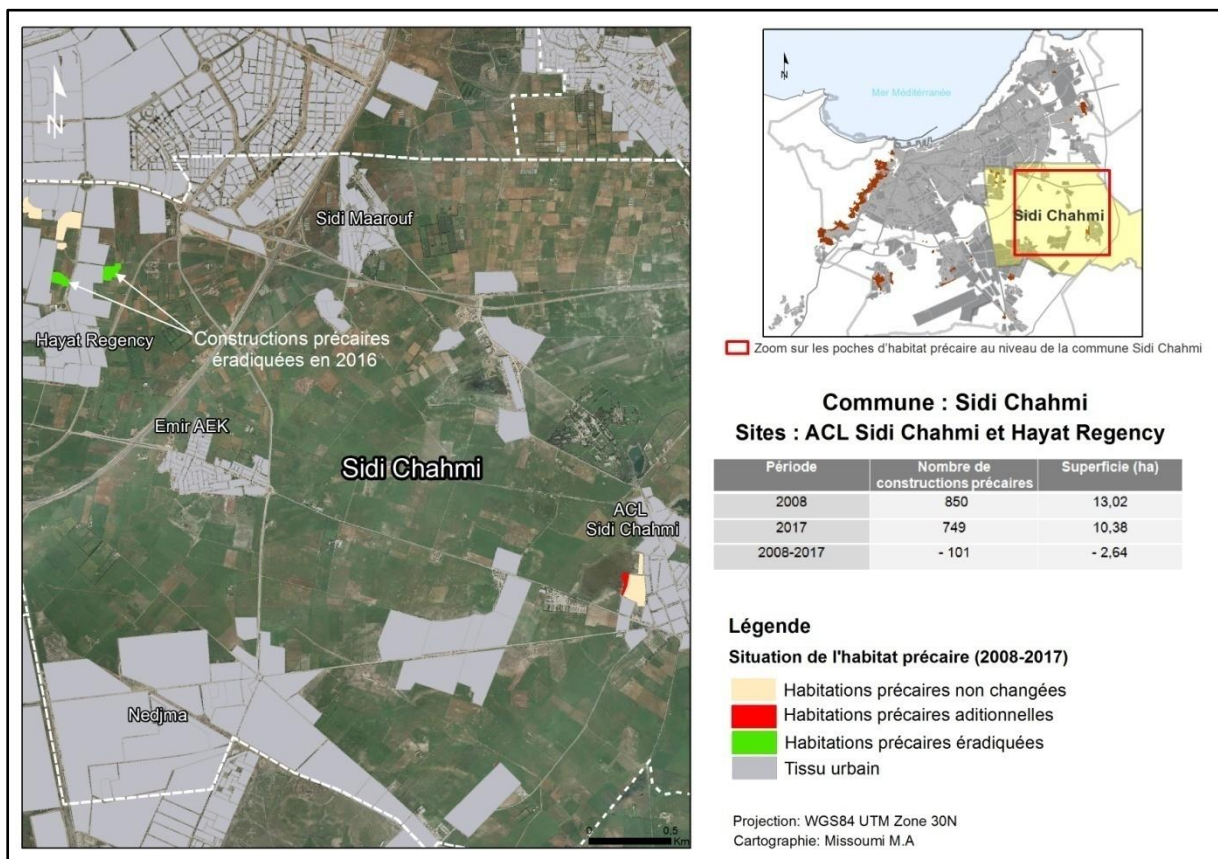 N
Sidi Maarouf
Hayat Regency
Constructions précaires
éradiquées en 2016
Emir AEK
Sidi Chahmi
ACL
Sidi Chahmi
Nedjma
0
0.5
Km
N
Mer Méditérranée
Sidi Chahmi
Zoom sur les poches d'habitat précaire au niveau de la commune Sidi Chahmi
Commune : Sidi Chahmi
Sites : ACL Sidi Chahmi et Hayat Regency
Période Nombre de constructions précaires Superficie (ha)
2008 850 13,02
2017 749 10,38
2008-2017 - 101 - 2,64
Légende
Situation de l'habitat précaire (2008-2017)
Habitations précaires non changées
Habitations précaires aditionnelles
Habitations précaires éradiquées
Tissu urbain
Projection: WGS84 UTM Zone 30N
Cartographie: Missoumi M.A